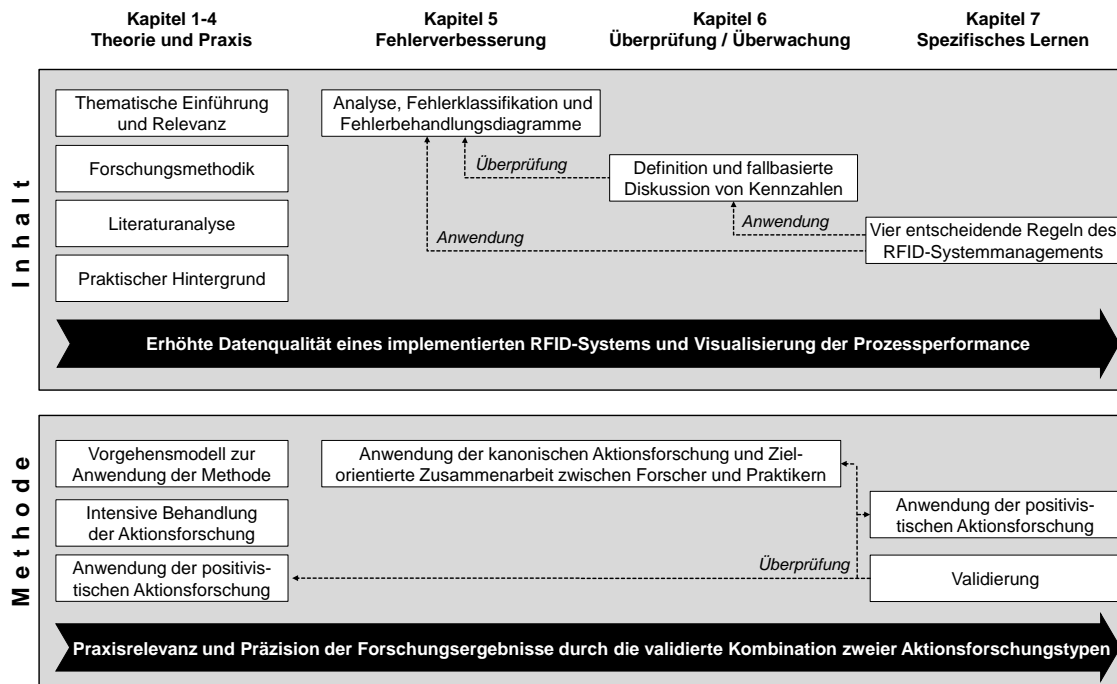 Kapitel 1-4
Theorie und Praxis
Kapitel 5
Fehlerverbesserung
Kapitel 6
Überprüfung / Überwachung
Kapitel 7
Spezifisches Lernen
Inhalt
Thematische Einführung
und Relevanz
Forschungsmethodik
Literaturanalyse
Praktischer Hintergrund
Analyse, Fehlerklassifikation und
Fehlerbehandlungsdiagramme
Überprüfung
Definition und fallbasierte
Diskussion von Kennzahlen
Anwendung
Anwendung
Vier entscheidende Regeln des
RFID-Systemmanagements
Erhöhte Datenqualität eines implementierten RFID-Systems und Visualisierung der Prozessperformance
Methode
Vorgehensmodell zur
Anwendung der Methode
Intensive Behandlung
der Aktionsforschung
Anwendung der positivis-
tischen Aktionsforschung
Anwendung der kanonischen Aktionsforschung und Ziel-
orientierte Zusammenarbeit zwischen Forscher und Praktikern
Anwendung der positivis-
tischen Aktionsforschung
Überprüfung
Validierung
Praxisrelevanz und Präzision der Forschungsergebnisse durch die validierte Kombination zweier Aktionsforschungstypen